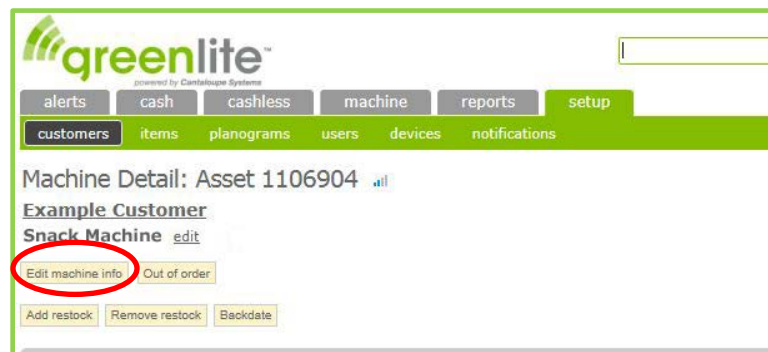 greenlite™
powered by Cantaloupe Systems
alerts cash cashless machine reports setup
customers items planograms users devices notifications
Machine Detail: Asset 1106904
Example Customer
Snack Machine edit
Edit machine info Out of order
Add restock Remove restock Backdate